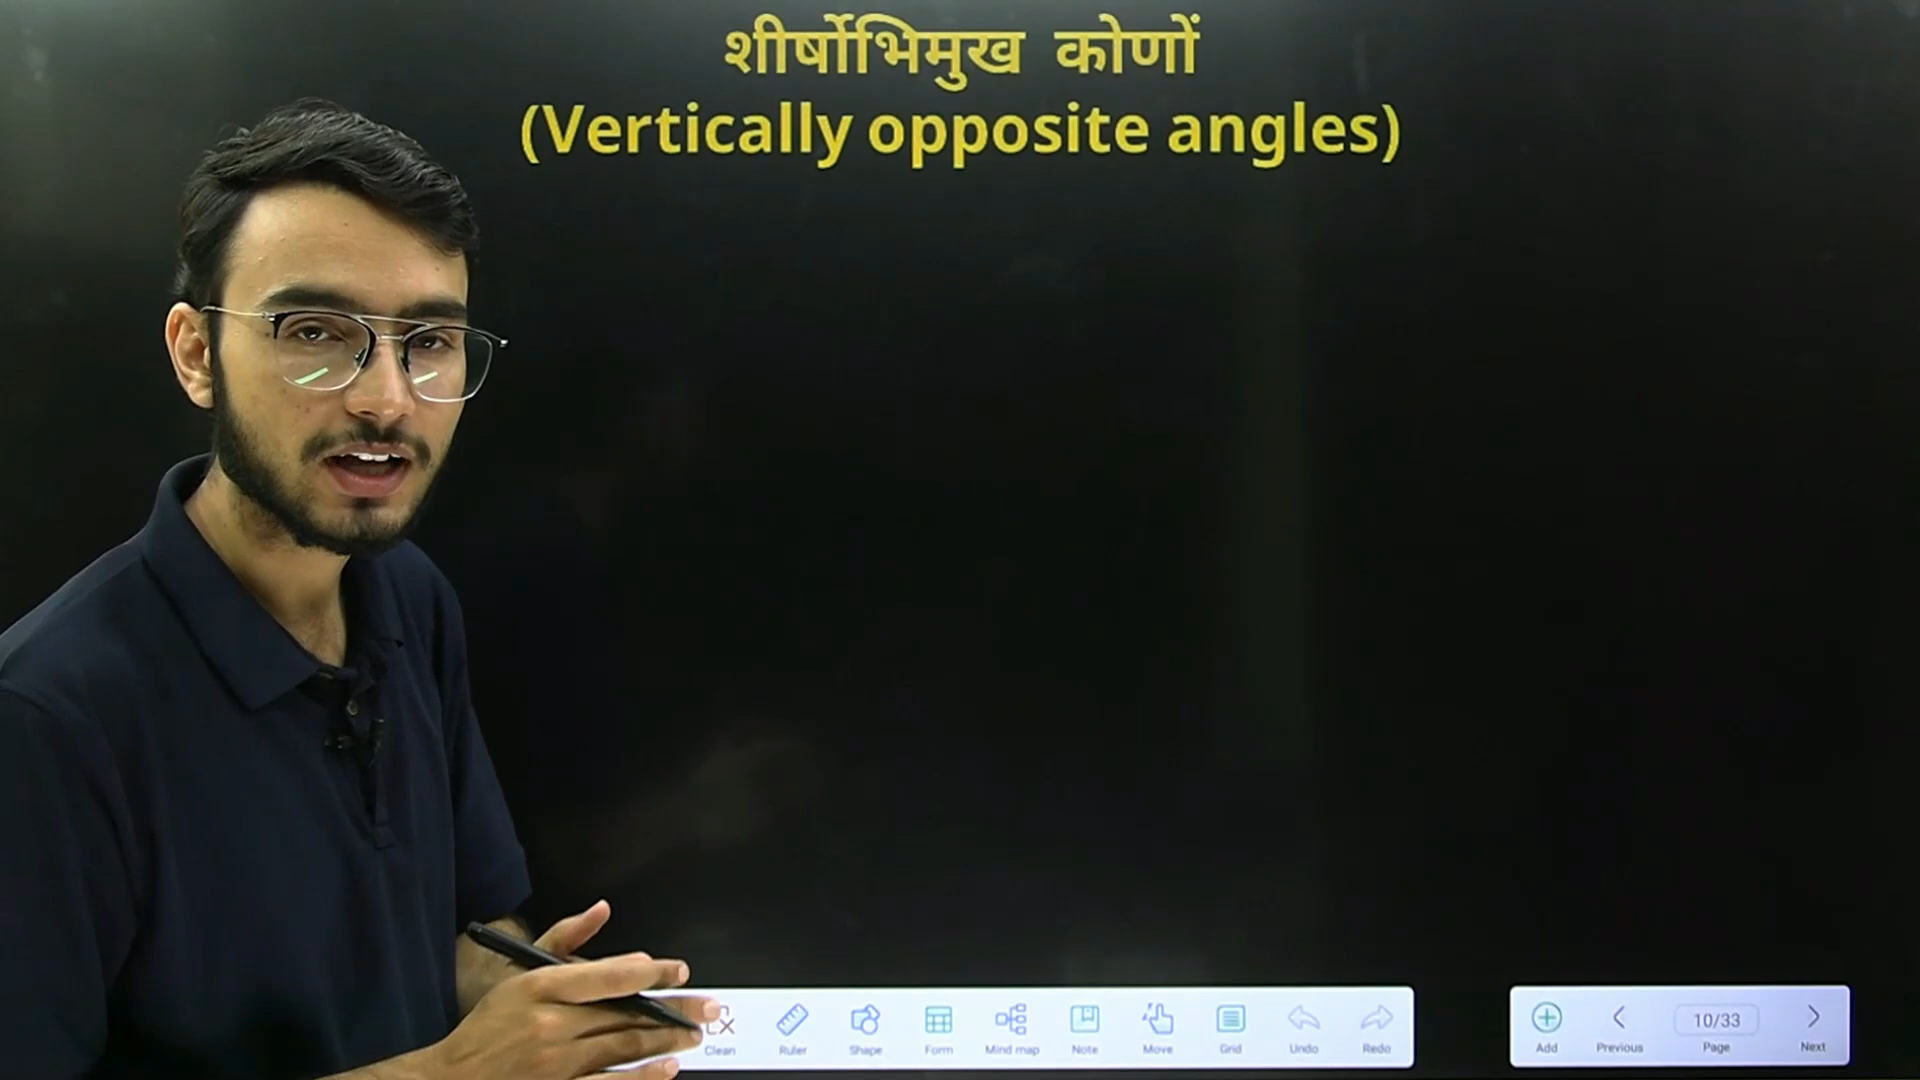 शीर्षोभिमुख कोणों
(Vertically opposite angles)
Clean
Ruler
Shape
Form
Mind map
Note
Move
Grid
Undo
Redo
Add
Previous
10/33
Page
Next